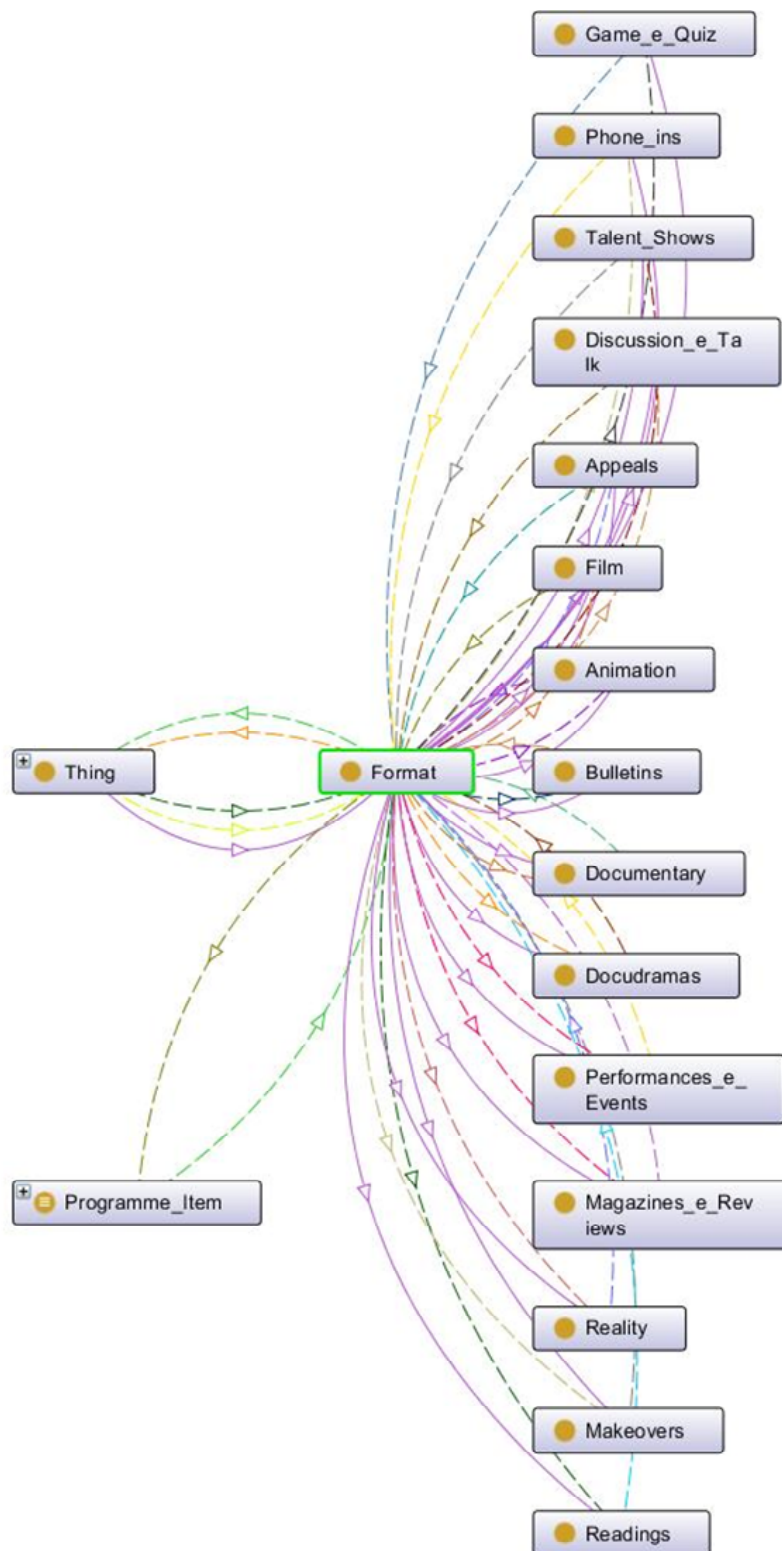 Game_e_Quiz
Phone_ins
Talent_Shows
Discussion_e_Ta
lk
Appeals
Film
Animation
Thing
Format
Bulletins
Documentary
Docudramas
Performances_e_
Events
Programme_Item
Magazines_e_Rev
iews
Reality
Makeovers
Readings